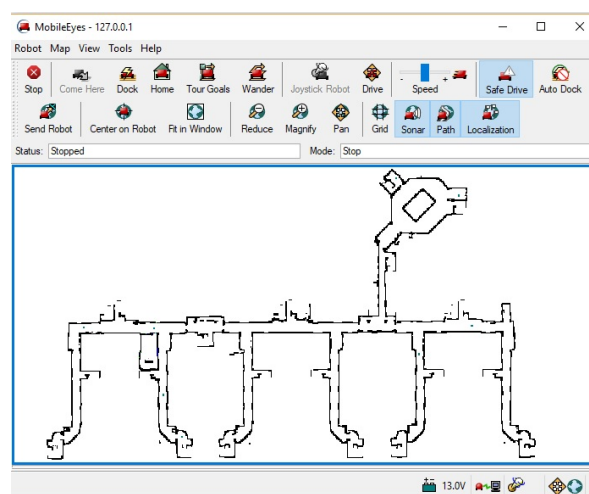 MobileEyes - 127.0.0.1
Robot Map View Tools Help
Stop Come Here Dock Home Tour Goals Wander Joystick Robot Drive - + Speed Safe Drive Auto Dock
Send Robot Center on Robot Fit in Window Reduce Magnify Pan Grid Sonar Path Localization
Status: Stopped Mode: Stop
13.0V